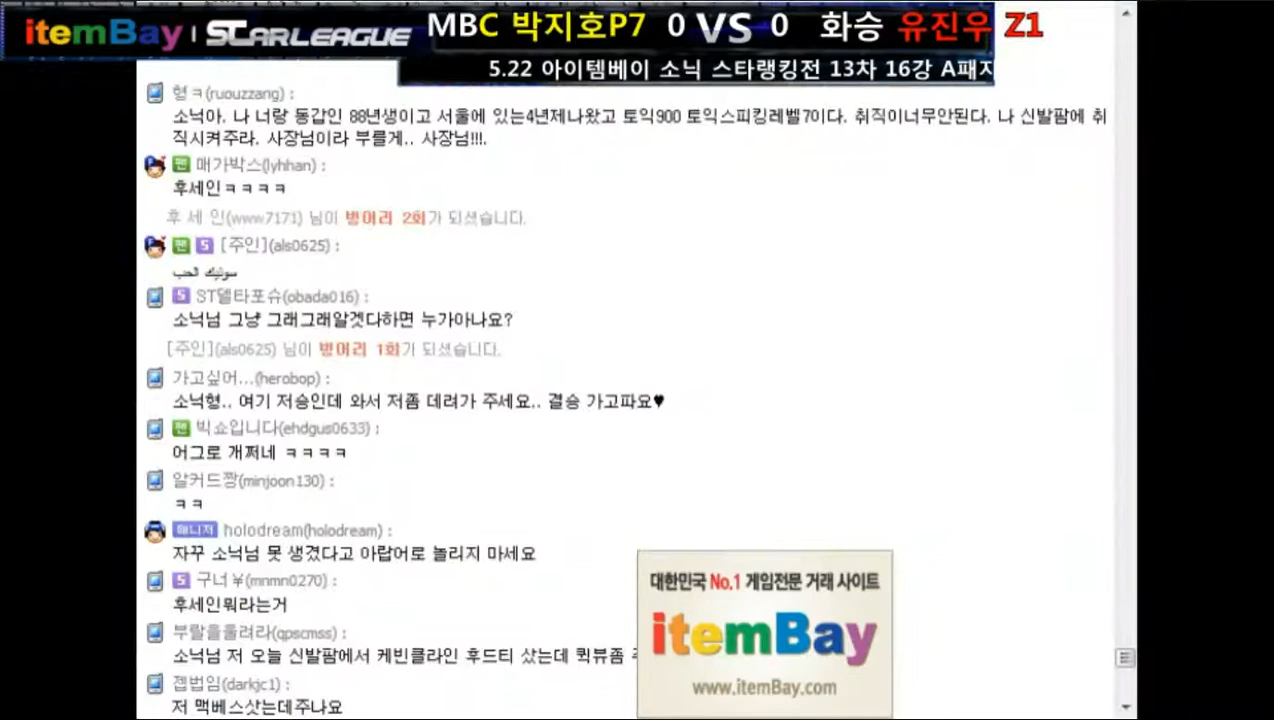 itemBay | STARLEAGUE MBC 박지호P7 0 VS 0 화승 유진우 Z1
5.22 아이템베이 소닉 스타랭킹전 13차 16강 A패자
형ㅋ(ruouzzang) :
소닉아. 나 너랑 동갑인 88년생이고 서울에 있는4년제나왔고 토익900 토익스피킹레벨7이다. 취직이너무안된다. 나 신발팜에 취
직시켜주라. 사장님이라 부를게.. 사장님!!!.
팬 매가박스(lyhhan) :
후세인ㅋㅋㅋㅋ
후 세 인(www7171) 님이 벙어리 2회가 되셨습니다.
팬 S [주인](als0625) :
سونيك الحب
S ST델타포슈(obada016) :
소닉님 그냥 그래그래알겟다하면 누가아나요?
[주인](als0625) 님이 벙어리 1회가 되셨습니다.
가고싶어...(herobop) :
소닉형.. 여기 저승인데 와서 저좀 데려가 주세요.. 결승 가고파요♥
팬 빅쇼입니다(ehdgus0633) :
어그로 개쩌네 ㅋㅋㅋㅋ
알커드짱(minjoon130) :
ㅋㅋ
매니저 holodream(holodream) :
자꾸 소닉님 못 생겼다고 아랍어로 놀리지 마세요
S 구너￥(mnmn0270) :
후세인뭐라는거
부랄을울려라(qpscmss) :
소닉님 저 오늘 신발팜에서 케빈클라인 후드티 샀는데 퀵뷰좀
젭법임(darkjc1) :
저 맥베스삿는데주나요
대한민국 No.1 게임전문 거래 사이트
itemBay
www.itemBay.com